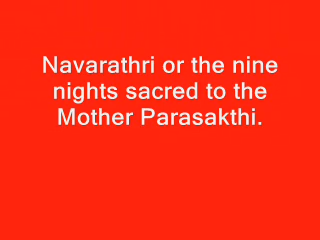 Navarathri or the nine
nights sacred to the
Mother Parasakthi.